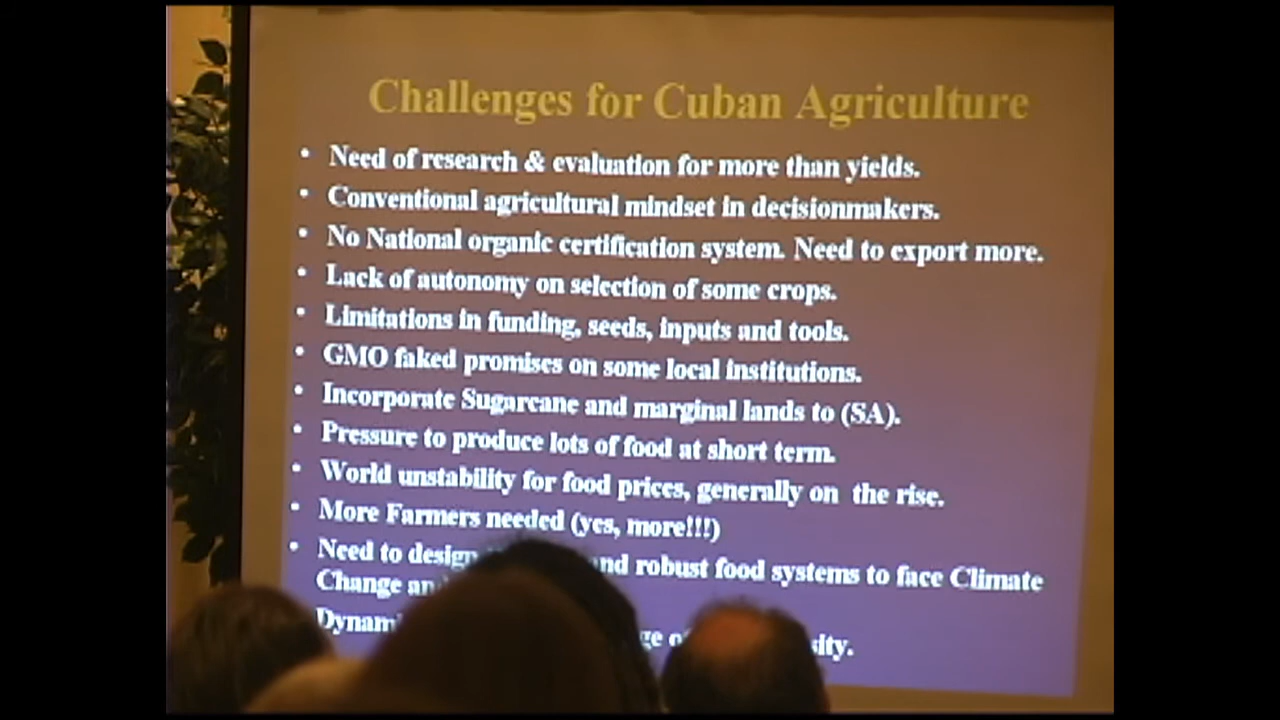 Challenges for Cuban Agriculture
• Need of research & evaluation for more than yields.
• Conventional agricultural mindset in decisionmakers.
• No National organic certification system. Need to export more.
• Lack of autonomy on selection of some crops.
• Limitations in funding, seeds, inputs and tools.
• GMO faked promises on some local institutions.
• Incorporate Sugarcane and marginal lands to (SA).
• Pressure to produce lots of food at short term.
• World unstability for food prices, generally on the rise.
• More Farmers needed (yes, more!!!)
• Need to design and robust food systems to face Climate
Change